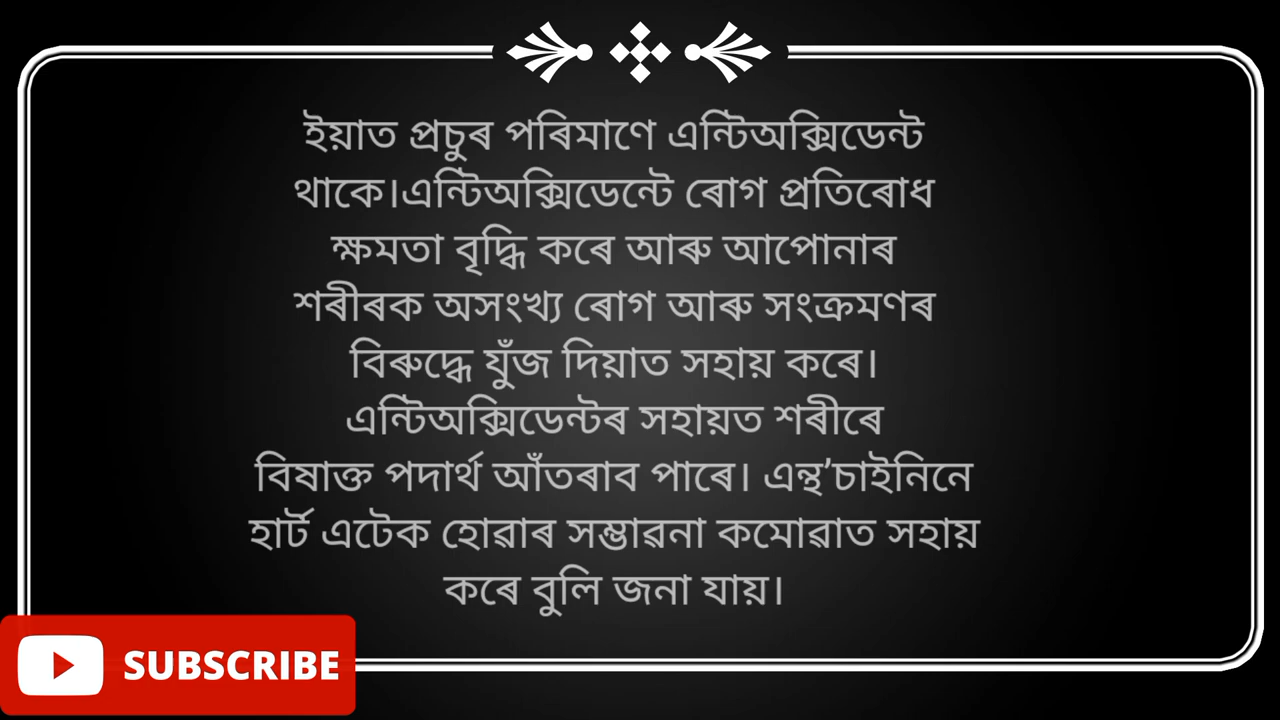 ইয়াত প্ৰচুৰ পৰিমাণে এন্টিঅক্সিডেন্ট
থাকে।এন্টিঅক্সিডেন্টে ৰোগ প্ৰতিৰোধ
ক্ষমতা বৃদ্ধি কৰে আৰু আপোনাৰ
শৰীৰক অসংখ্য ৰোগ আৰু সংক্ৰমণৰ
বিৰুদ্ধে যুঁজ দিয়াত সহায় কৰে।
এন্টিঅক্সিডেন্টৰ সহায়ত শৰীৰে
বিষাক্ত পদাৰ্থ আঁতৰাব পাৰে। এন্থ’চাইনিনে
হাৰ্ট এটেক হোৱাৰ সম্ভাৱনা কমোৱাত সহায়
কৰে বুলি জনা যায়।
SUBSCRIBE